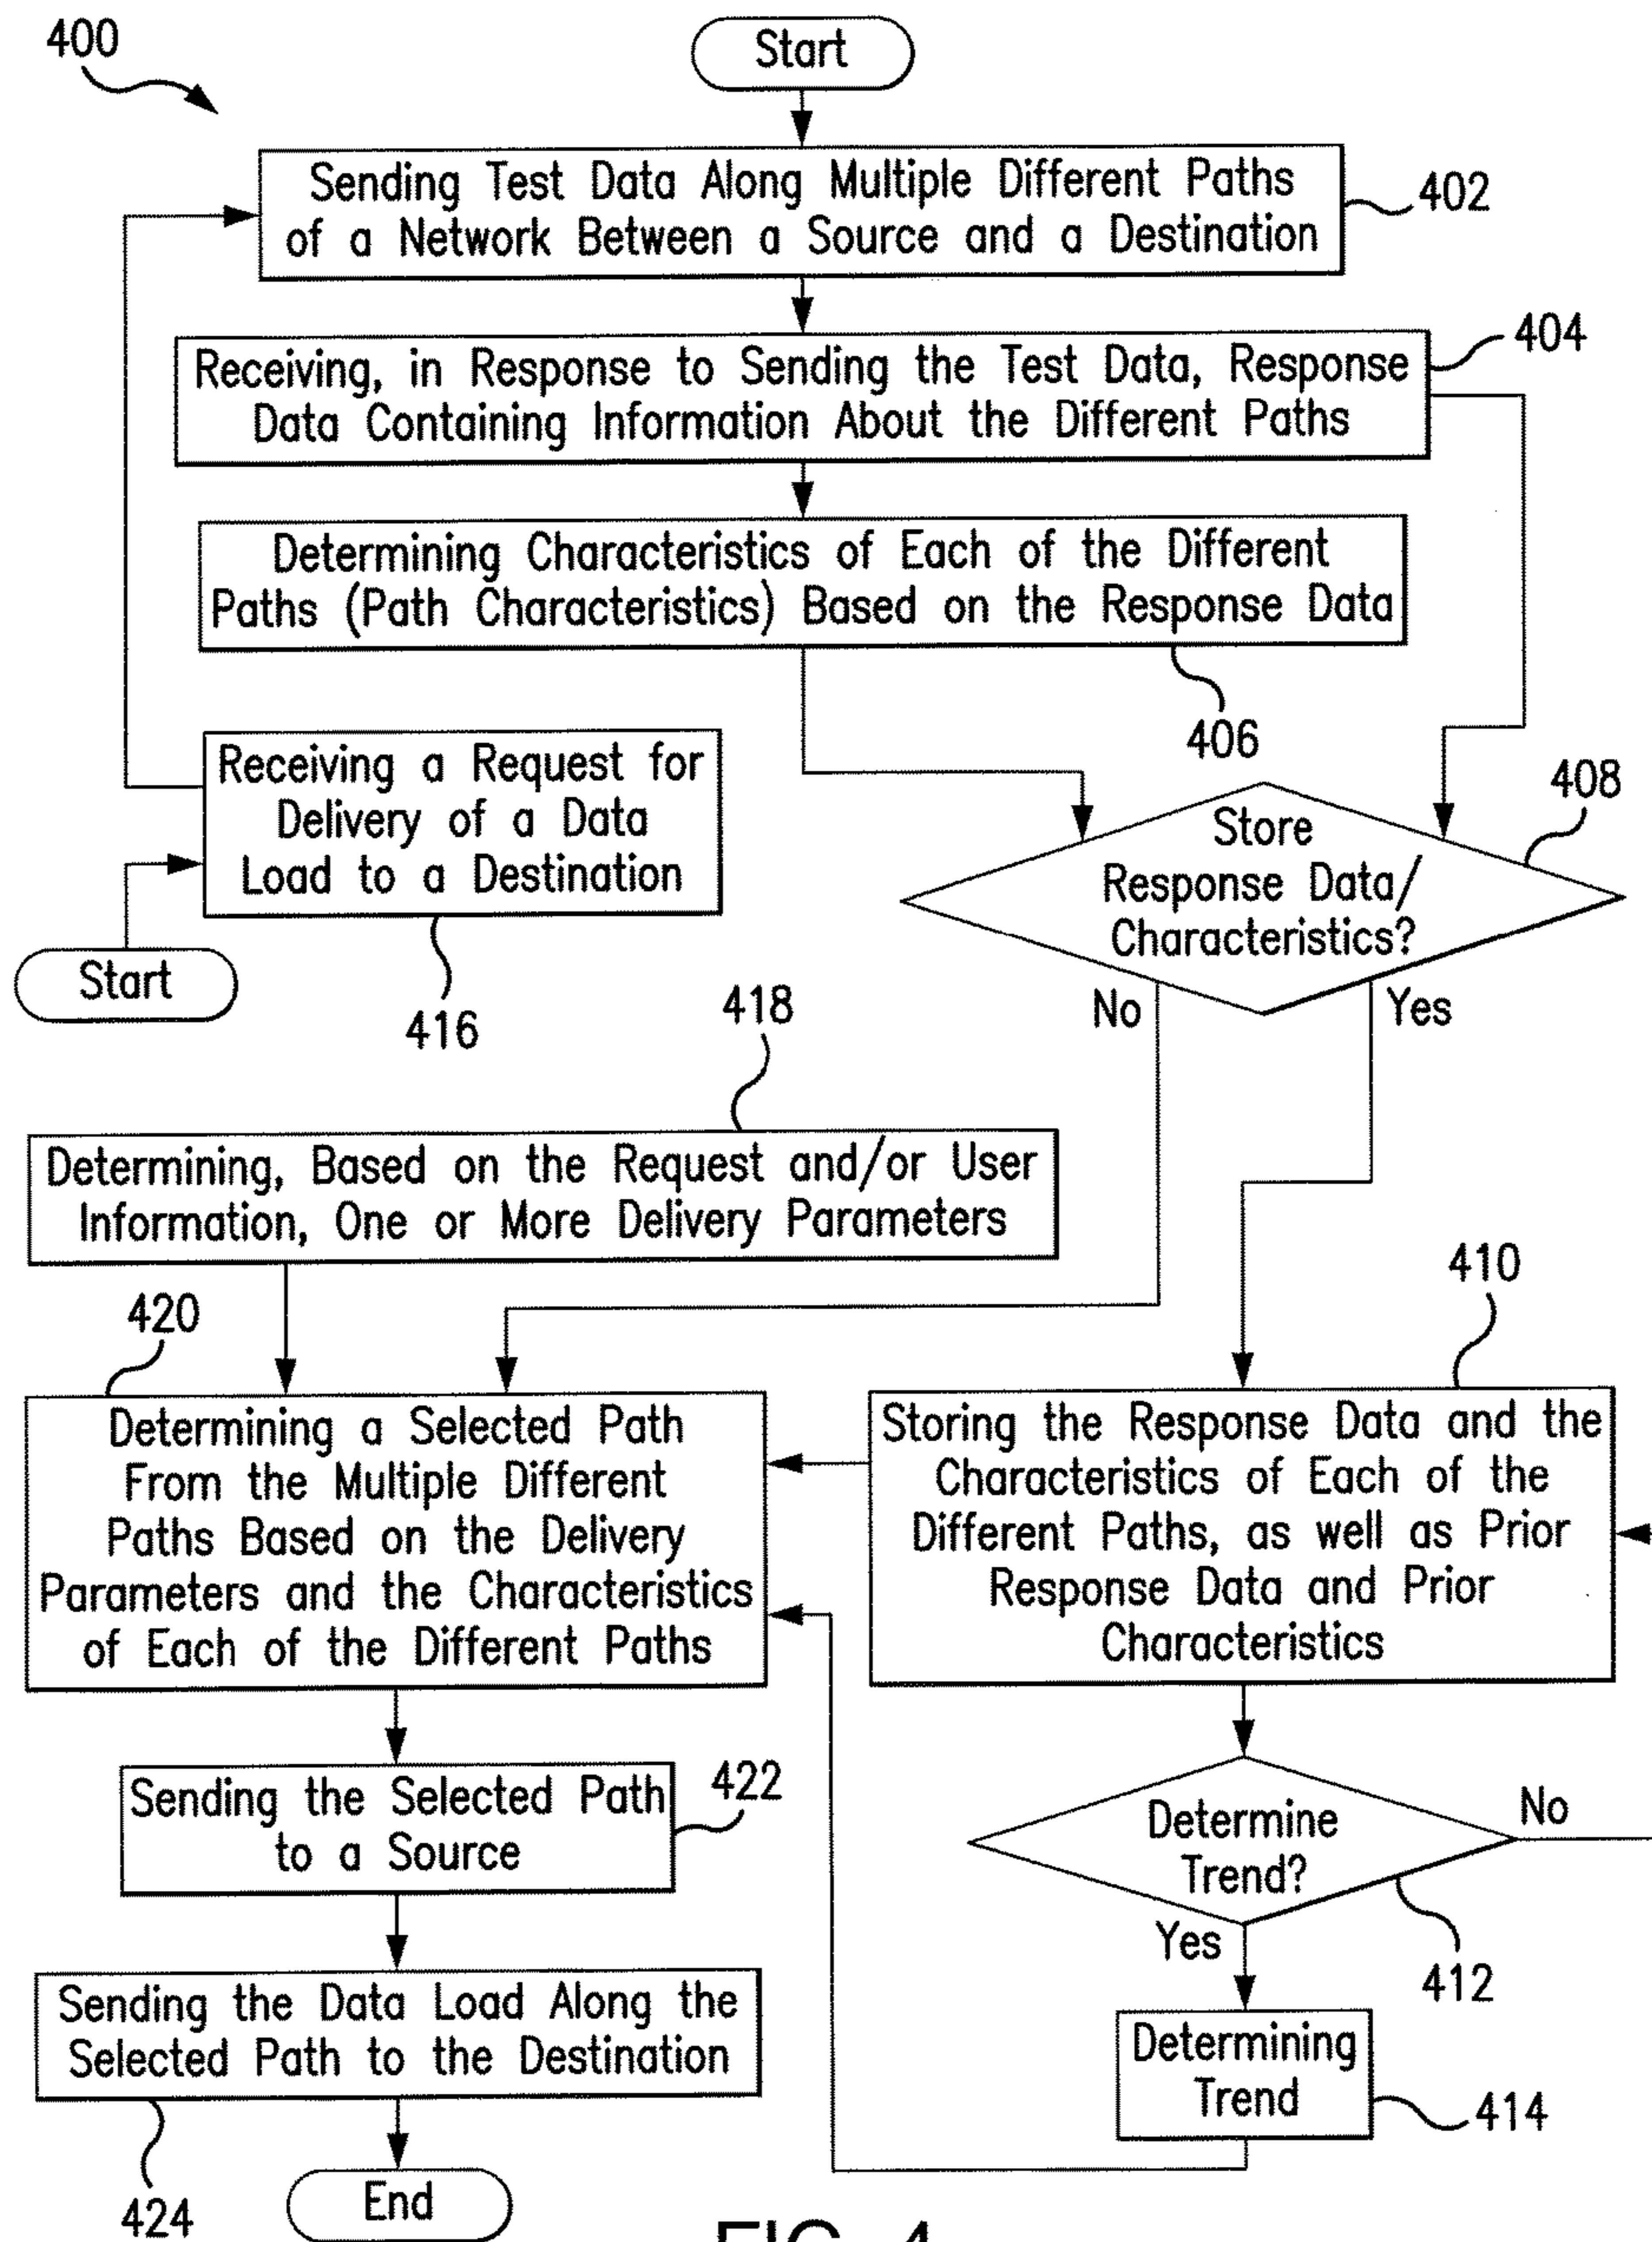 400
Start
Sending Test Data Along Multiple Different Paths
of a Network Between a Source and a Destination
402
Receiving, in Response to Sending the Test Data, Response
Data Containing Information About the Different Paths
404
Determining Characteristics of Each of the Different
Paths (Path Characteristics) Based on the Response Data
406
Receiving a Request for
Delivery of a Data
Load to a Destination
416
Start
Store
Response Data/
Characteristics?
408
No
Yes
418
Determining, Based on the Request and/or User
Information, One or More Delivery Parameters
420
Determining a Selected Path
From the Multiple Different
Paths Based on the Delivery
Parameters and the Characteristics
of Each of the Different Paths
410
Storing the Response Data and the
Characteristics of Each of the
Different Paths, as well as Prior
Response Data and Prior
Characteristics
Sending the Selected Path
to a Source
422
Determine
Trend?
No
Yes
412
Sending the Data Load Along the
Selected Path to the Destination
424
Determining
Trend
414
End
FIG. 4